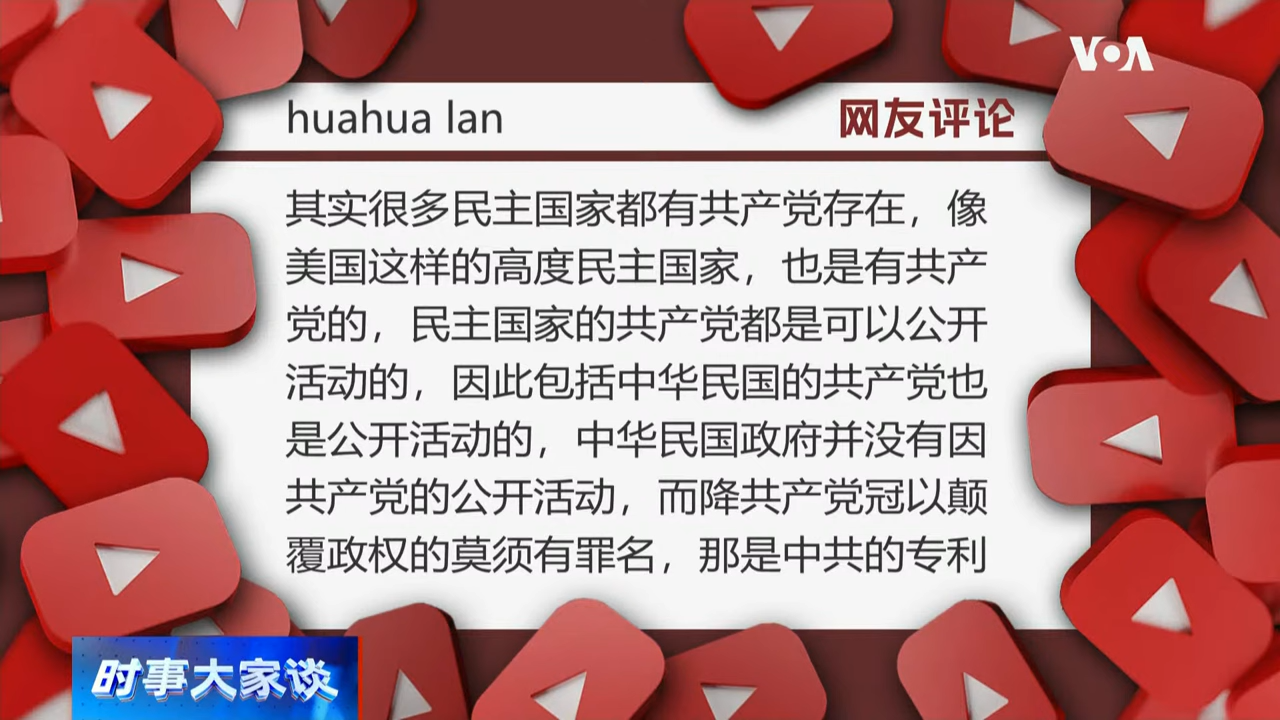 VOA
huahua lan
网友评论
其实很多民主国家都有共产党存在，像
美国这样的高度民主国家，也是有共产
党的，民主国家的共产党都是可以公开
活动的，因此包括中华民国的共产党也
是公开活动的，中华民国政府并没有因
共产党的公开活动，而降共产党冠以颠
覆政权的莫须有罪名，那是中共的专利
时事大家谈